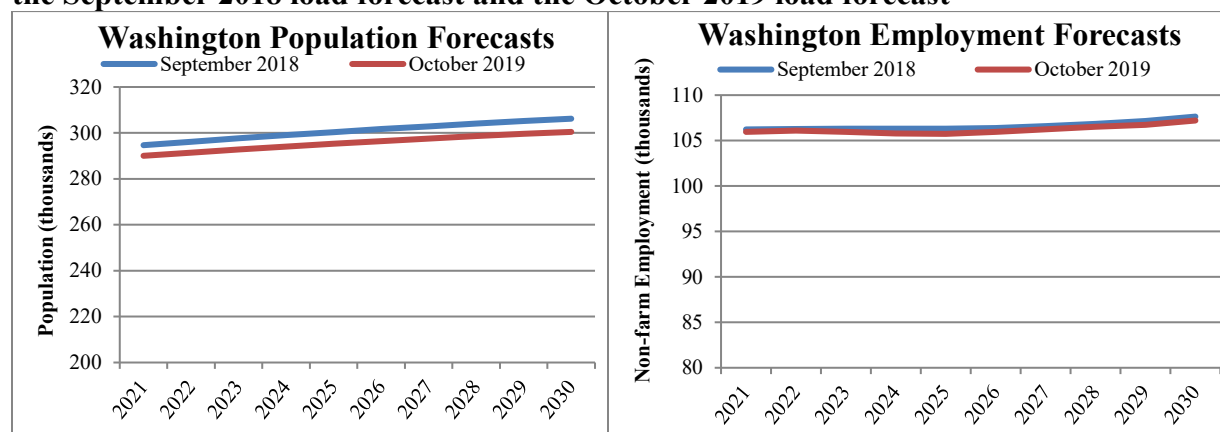 the September 2018 load forecast and the October 2019 load forecast
Washington Population Forecasts
September 2018 October 2019
Population (thousands)
320
300
280
260
240
220
200
2021 2022 2023 2024 2025 2026 2027 2028 2029 2030
Washington Employment Forecasts
September 2018 October 2019
Non-farm Employment (thousands)
110
105
100
95
90
85
80
2021 2022 2023 2024 2025 2026 2027 2028 2029 2030